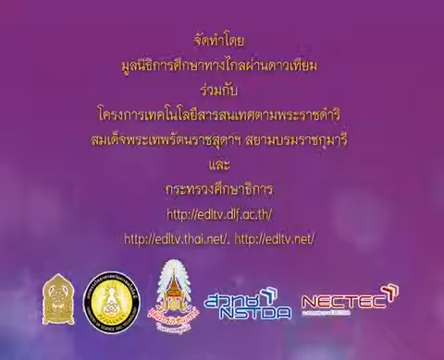 จัดทำโดย
มูลนิธิการศึกษาทางไกลผ่านดาวเทียม
ร่วมกับ
โครงการเทคโนโลยีสารสนเทศตามพระราชดำริ
สมเด็จพระเทพรัตนราชสุดาฯ สยามบรมราชกุมารี
และ
กระทรวงศึกษาธิการ
http://edltv.dlf.ac.th/
http://edltv.thai.net/, http://edltv.net/
สวทช
NSTDA
NECTEC